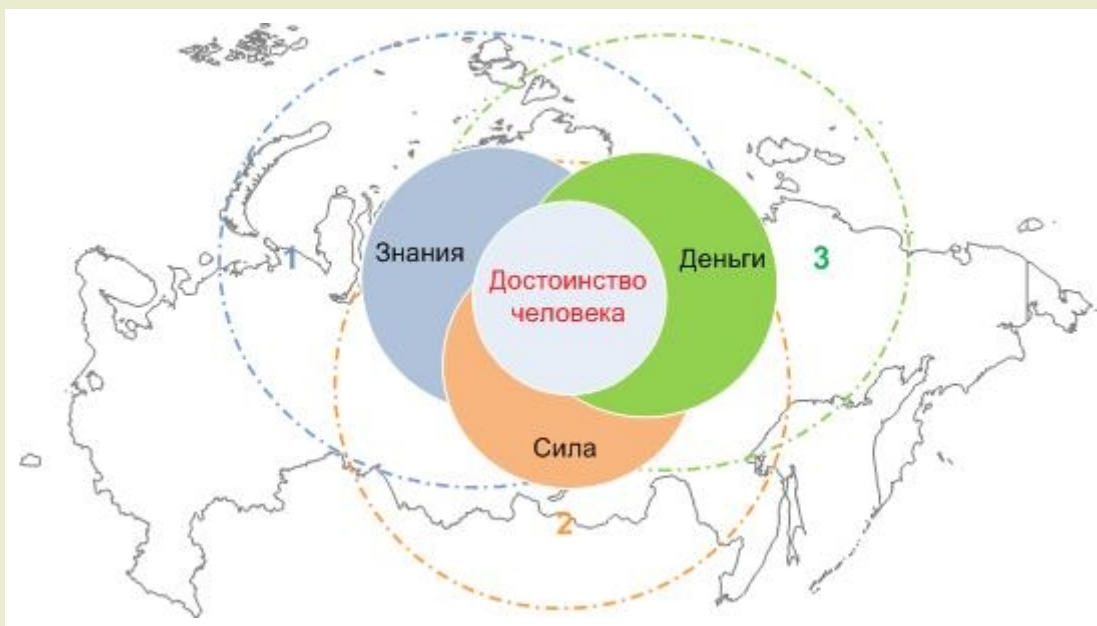 Знания
Деньги
1
3
Достоинство
человека
Сила
2